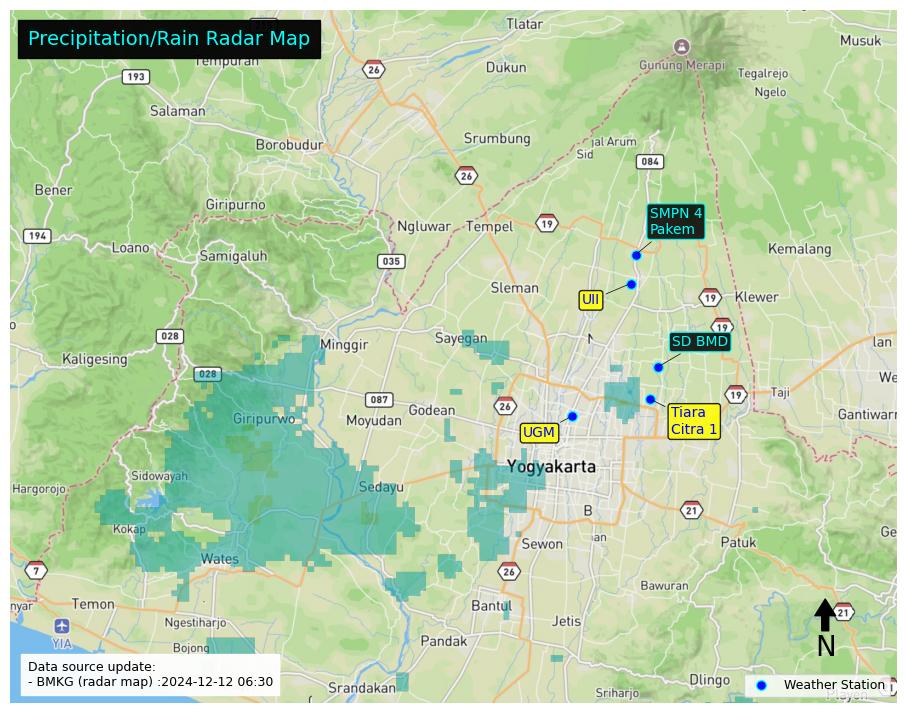 Precipitation/Rain Radar Map
Tlatar
Musuk
26
Gunung Merapi
193
Dukun
Tegalrejo
Ngelo
Salaman
Srumbung
Borobudur
Sid
084
26
Bener
Giripurno
SMPN 4
Pakem
194
Loano
Samigaluh
Ngluwar
Tempel
19
Kemalang
035
Sleman
UII
19
Klewer
19
028
Minggir
Sayegan
N
SD BMD
lan
Kaligesing
028
We
087
Godean
26
19
Taji
Giripurwo
Moyudan
UGM
Tiara
Citra 1
Gantiwarn
Yogyakarta
Sidowayah
Sedayu
Hargorojo
B
21
Kokap
Sewon
an
Patuk
Ge
Wates
7
26
Bawuran
nyar
Temon
Bantul
21
Ngestiharjo
Jetis
YIA
Bojong
Pandak
N
Data source update:
- BMKG (radar map) :2024-12-12 06:30
Srandakan
Sriharjo
Dlingo
Weather Station